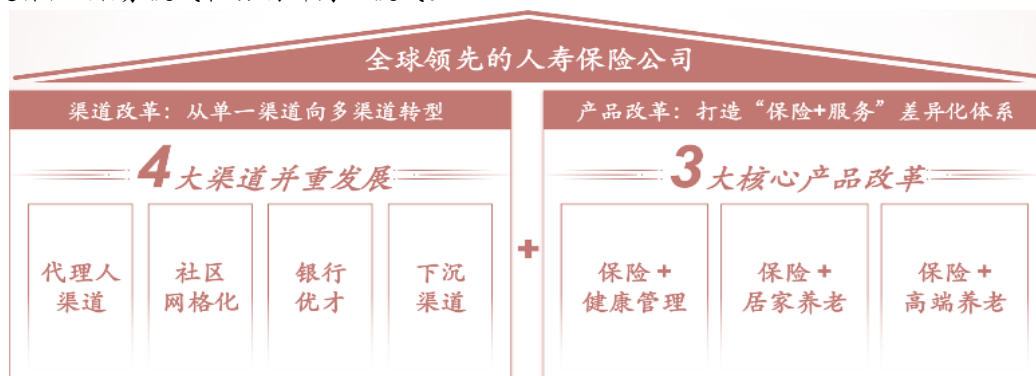 全球领先的人寿保险公司
渠道改革：从单一渠道向多渠道转型
4大渠道并重发展
代理人
渠道
社区
网格化
银行
优才
下沉
渠道
+
产品改革：打造“保险+服务”差异化体系
3大核心产品改革
保险+
健康管理
保险+
居家养老
保险+
高端养老